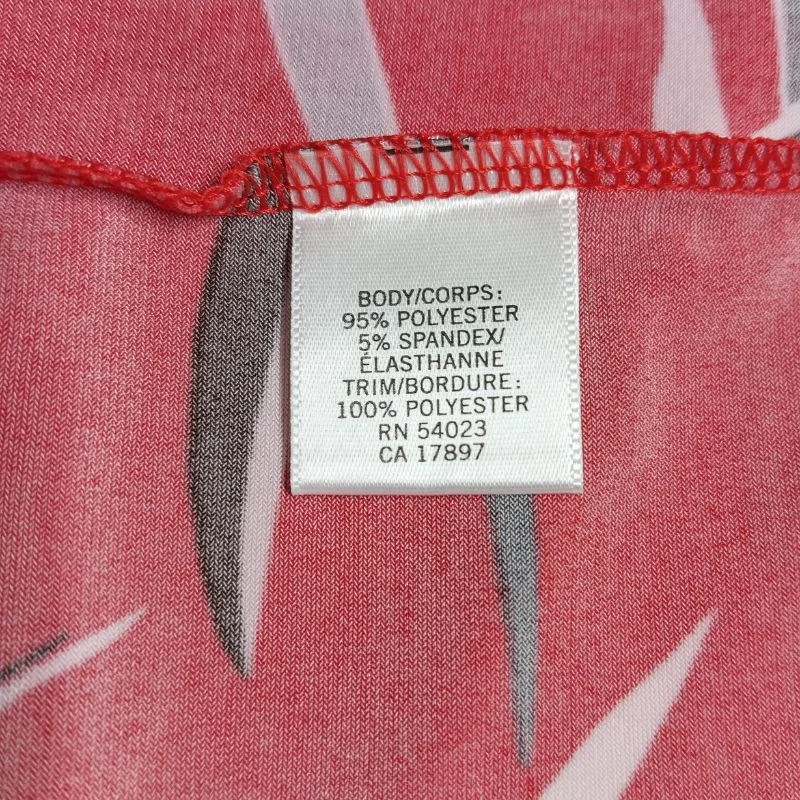 BODY/CORPS:
95% POLYESTER
5% SPANDEX/
ÉLASTHANNE
TRIM/BORDURE:
100% POLYESTER
RN 54023
CA 17897